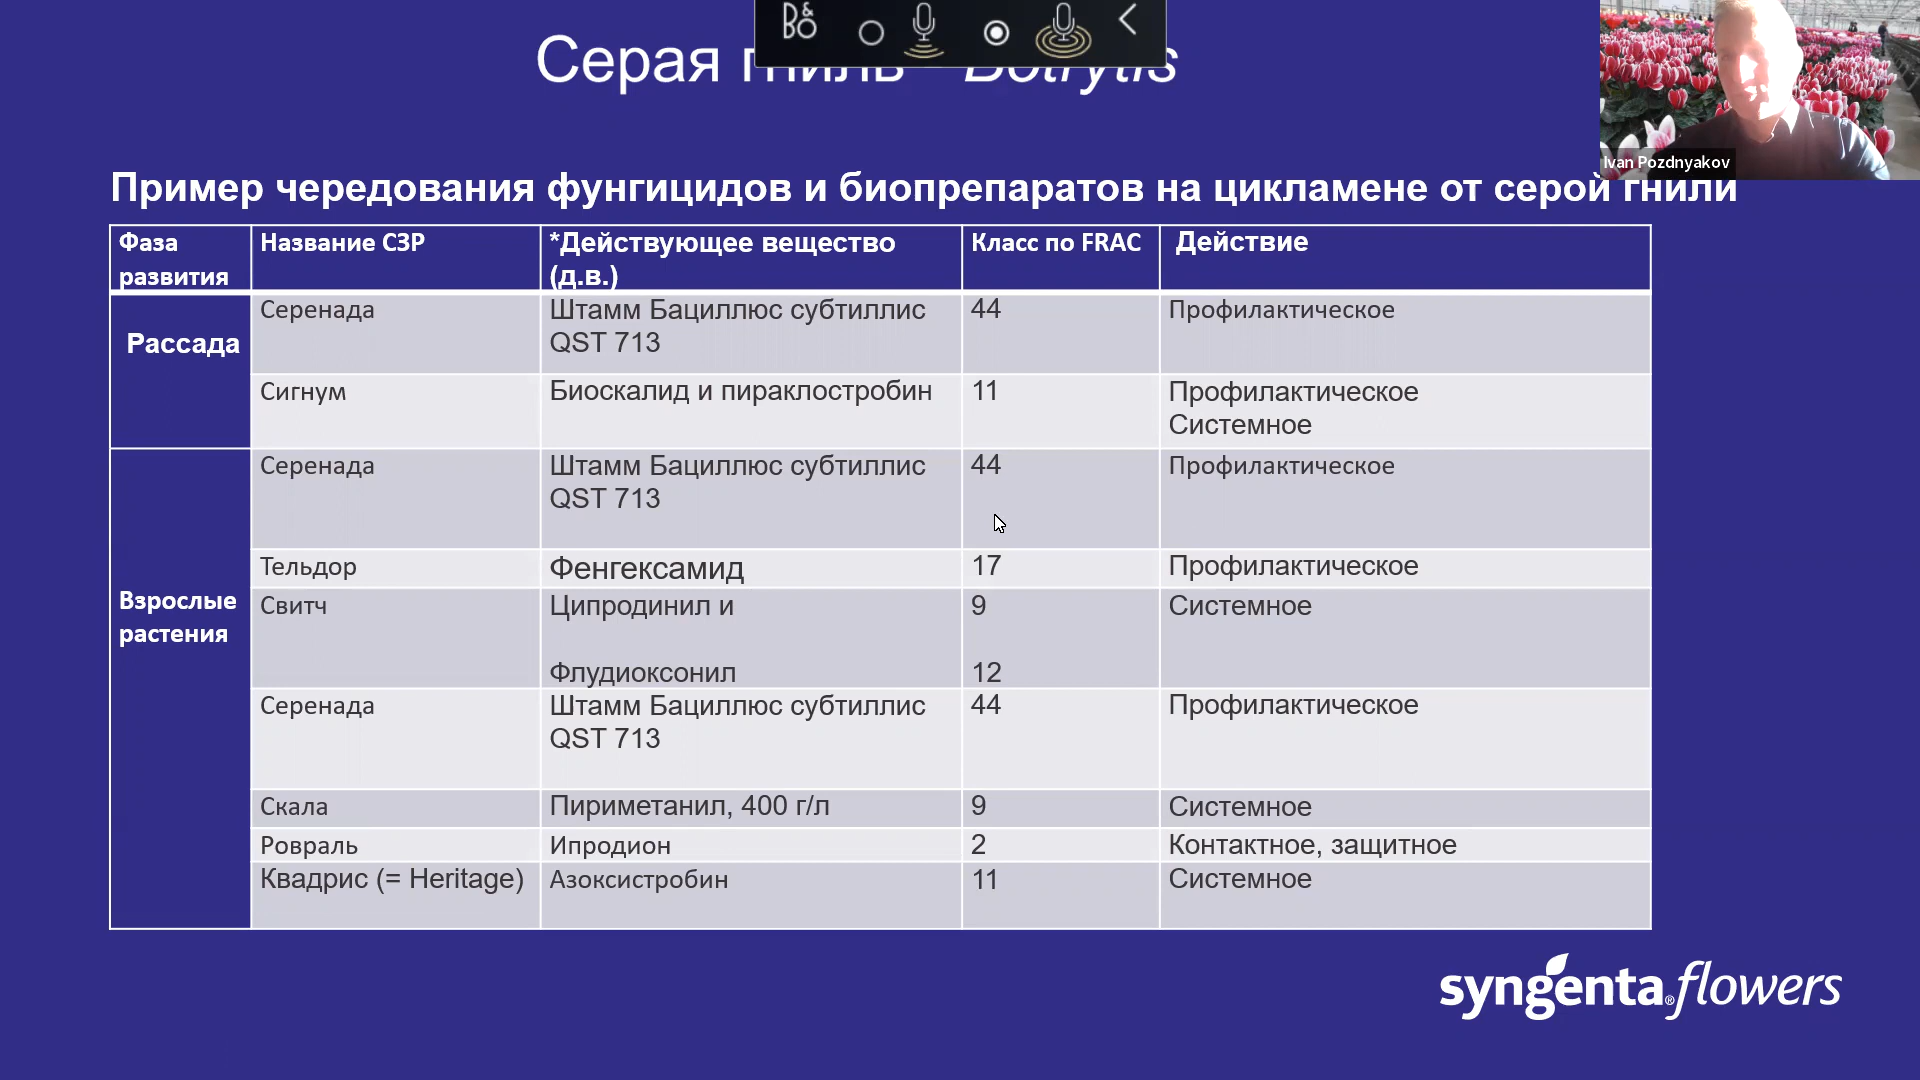 B&O
Серая гниль - Botrytis
Ivan Pozdnyakov
Пример чередования фунгицидов и биопрепаратов на цикламене от серой гнили
Фаза развития
Название СЗР
*Действующее вещество (д.в.)
Класс по FRAC
Действие
Рассада
Серенада
Штамм Бациллюс субтиллис
QST 713
44
Профилактическое
Сигнум
Биоскалид и пираклостробин
11
Профилактическое
Системное
Взрослые растения
Серенада
Штамм Бациллюс субтиллис
QST 713
44
Профилактическое
Тельдор
Фенгексамид
17
Профилактическое
Свитч
Ципродинил и
Флудиоксонил
9
12
Системное
Серенада
Штамм Бациллюс субтиллис
QST 713
44
Профилактическое
Скала
Пириметанил, 400 г/л
9
Системное
Ровраль
Ипродион
2
Контактное, защитное
Квадрис (= Heritage)
Азоксистробин
11
Системное
syngenta® flowers